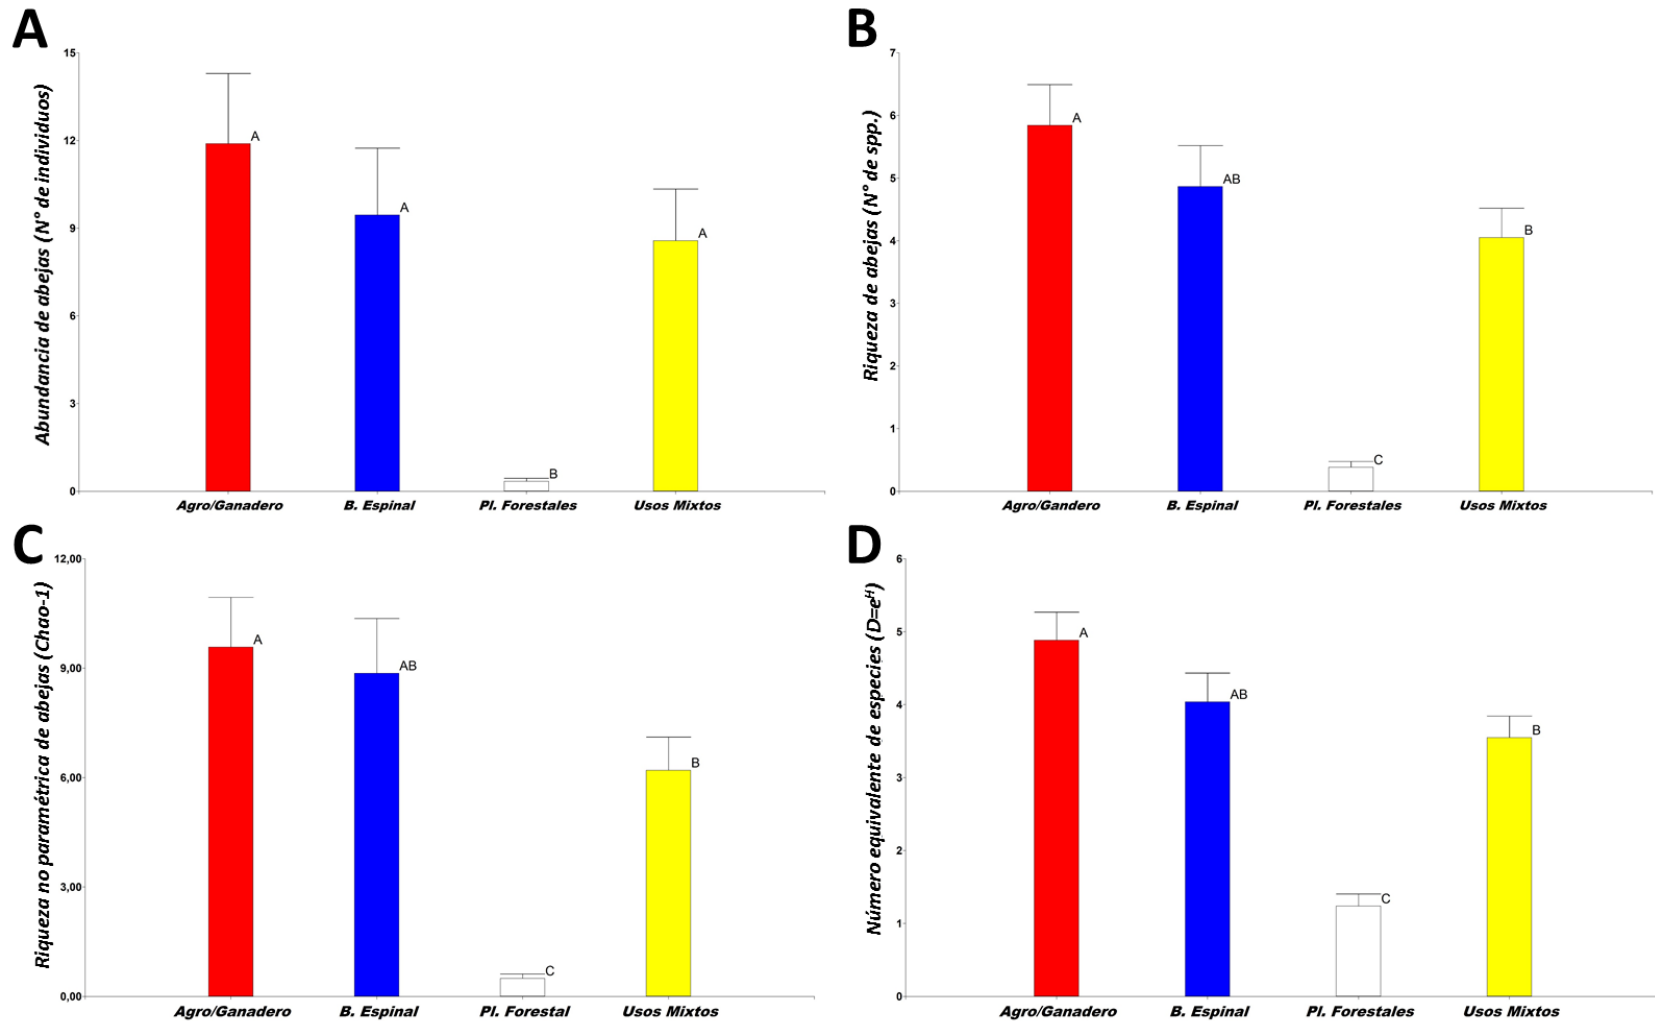 A
Abundancia de abejas (N° de individuos)
15
12
9
6
3
0
A
A
B
A
Agro/Ganadero
B. Espinal
Pl. Forestales
Usos Mixtos
B
Riqueza de abejas (N° de spp.)
7
6
5
4
3
2
1
0
A
AB
C
B
Agro/Gandero
B. Espinal
Pl. Forestales
Usos Mixtos
C
Riqueza no paramétrica de abejas (Chao-1)
12,00
9,00
6,00
3,00
0,00
A
AB
C
B
Agro/Ganadero
B. Espinal
Pl. Forestal
Usos Mixtos
D
Número equivalente de especies (D=eᴴ)
6
5
4
3
2
1
0
A
AB
C
B
Agro/Ganadero
B. Espinal
Pl. Forestales
Usos Mixtos